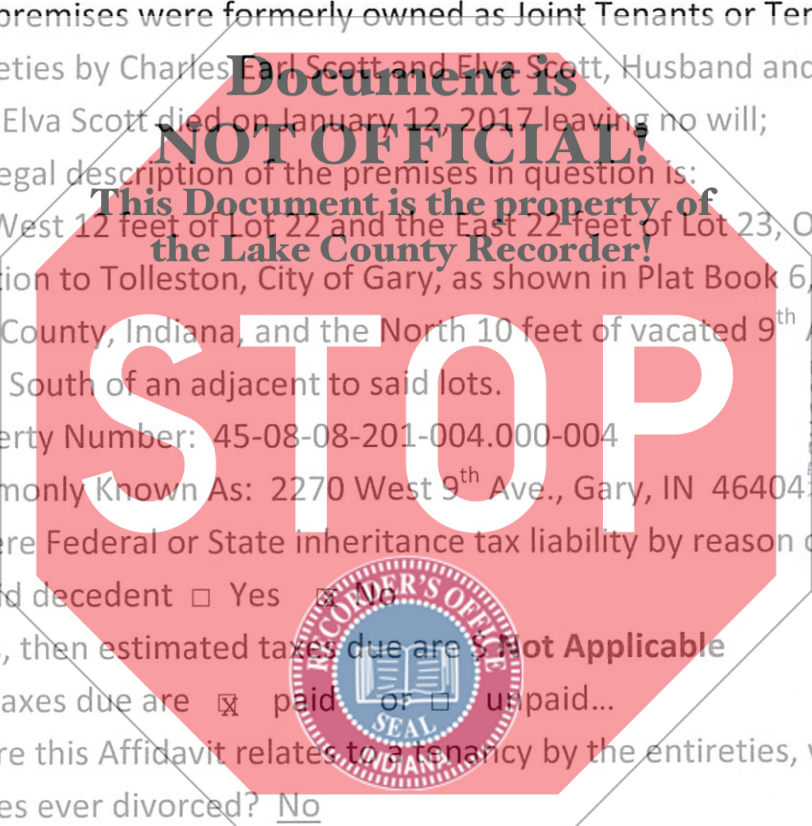 premises were formerly owned as Joint Tenants or Ten
eties by Charles Earl Scott and Elva Scott, Husband and
Document is
Elva Scott died on January 12, 2017 leaving no will;
NOT OFFICIAL!
egal description of the premises in question is:
This Document is the property of
West 12 feet of Lot 22 and the East 22 feet of Lot 23, O
the Lake County Recorder!
ion to Tolleston, City of Gary, as shown in Plat Book 6,
County, Indiana, and the North 10 feet of vacated 9th
South of an adjacent to said lots.
STOP
erty Number: 45-08-08-201-004.000-004
monly Known As: 2270 West 9th Ave., Gary, IN 46404
ere Federal or State inheritance tax liability by reason o
id decedent ☐ Yes ☒ No
, then estimated taxes due are $ Not Applicable
axes due are ☒ paid or ☐ unpaid...
re this Affidavit relates to a tenancy by the entireties,
es ever divorced? No
RECORDER'S OFFICE
SEAL
INDIANA